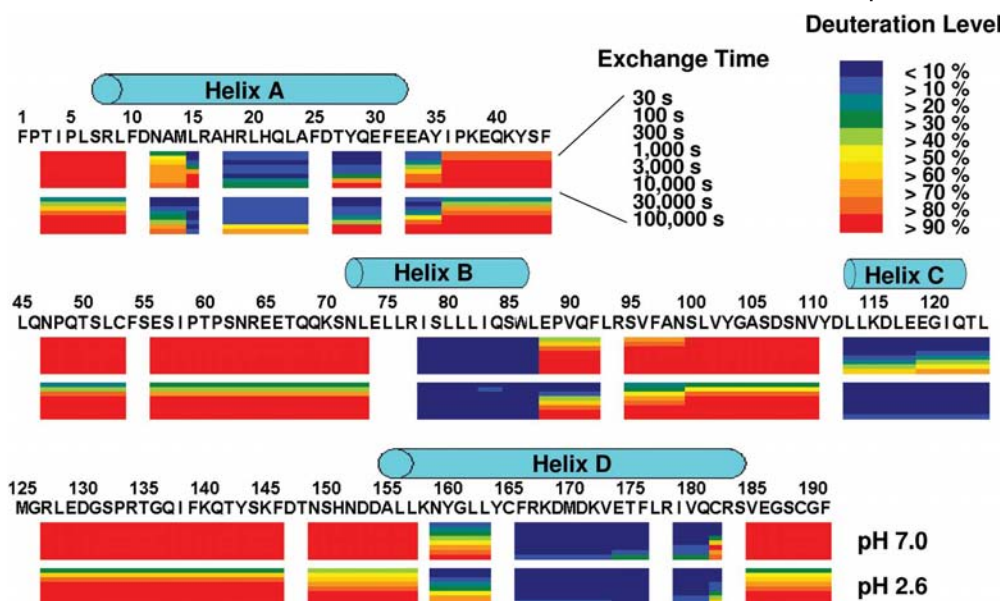 Deuteration Level
Exchange Time
< 10 %
> 10 %
> 20 %
> 30 %
> 40 %
> 50 %
> 60 %
> 70 %
> 80 %
> 90 %
30 s
100 s
300 s
1,000 s
3,000 s
10,000 s
30,000 s
100,000 s
Helix A
1 5 10 15 20 25 30 35 40
FPTIPLSRLFDNAMLRAHRLHQLAFDTYQEFEEAYIPKEQKYSF
Helix B Helix C
45 50 55 60 65 70 75 80 85 90 95 100 105 110 115 120
LQNPQTSLCFSESIPTPSNREETQQKSNLELLRISLLLIQSWLEPVQFLRSVFANSLVYGASDSNVYDLLKDLEEGIQTL
Helix D
125 130 135 140 145 150 155 160 165 170 175 180 185 190
MGRLEDGSPRTGQIFKQTYSKFDTNSHNDDALLKNYGLLYCFRKDMDKVETFLRIVQCRSVEGSCGF
pH 7.0
pH 2.6